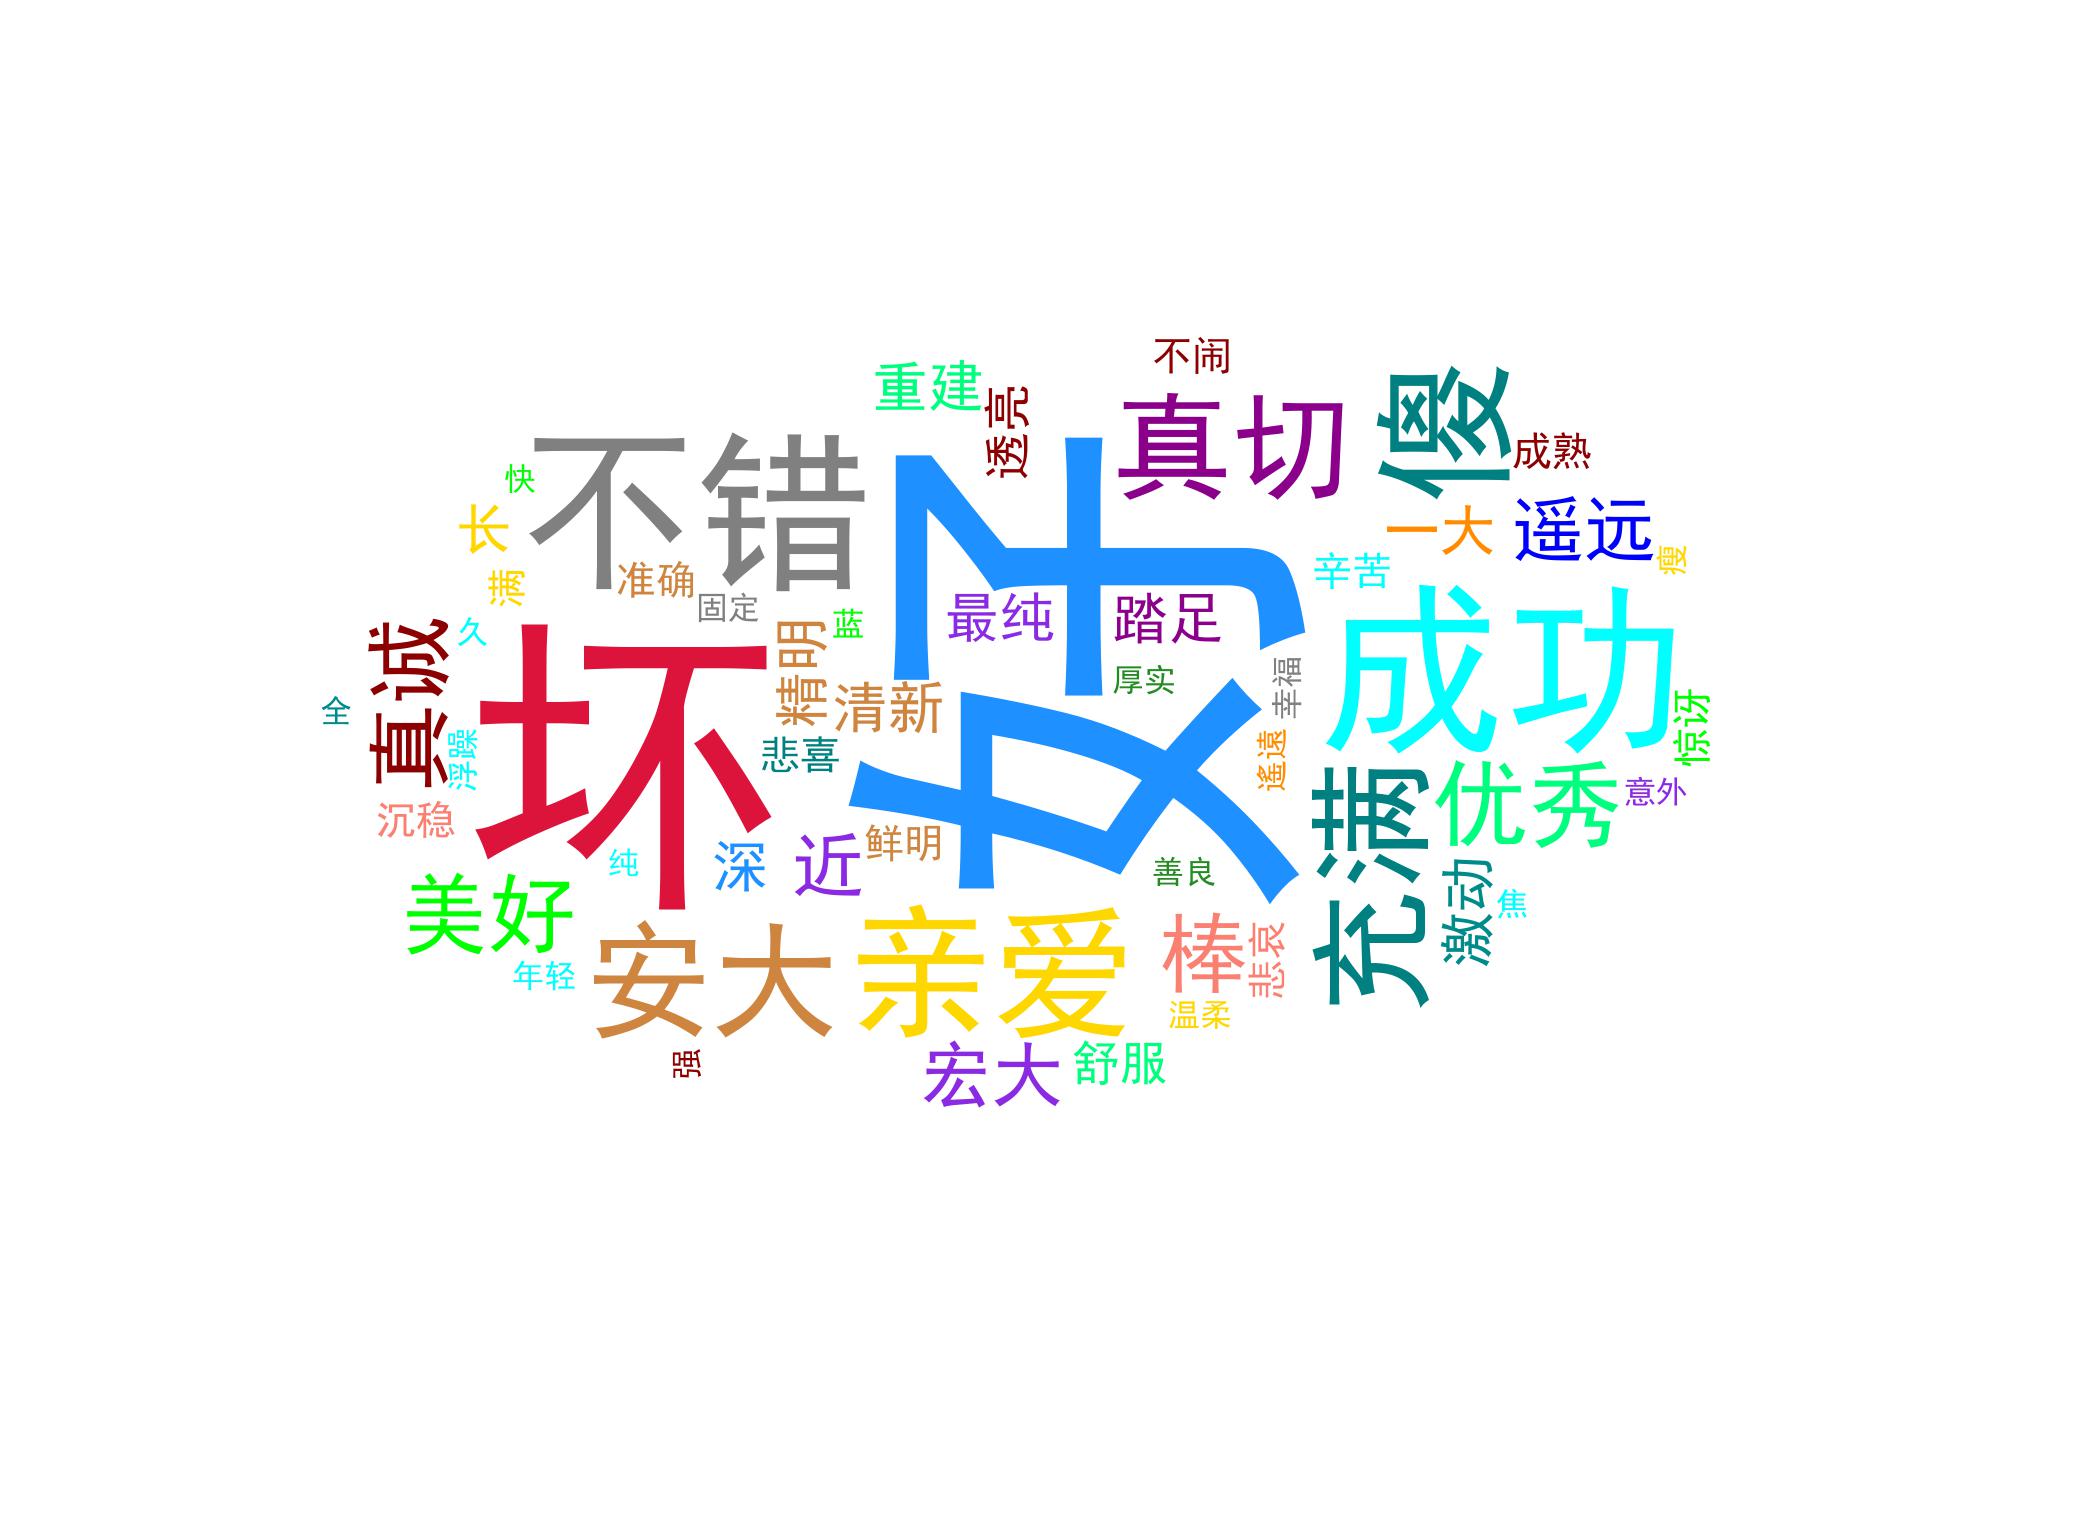 不闹
重建
透亮
真切
傻
成熟
不错
好
快
长
一大
遥远
瘦
满
准确
固定
辛苦
蓝
最纯
踏足
成功
真诚
久
坏
精明
清新
厚实
幸福
惊讶
全
浮躁
悲喜
遙遠
充满
优秀
意外
沉稳
纯
深
近
鲜明
善良
激动
焦
美好
年轻
安大
亲爱
棒
悲哀
温柔
强
宏大
舒服